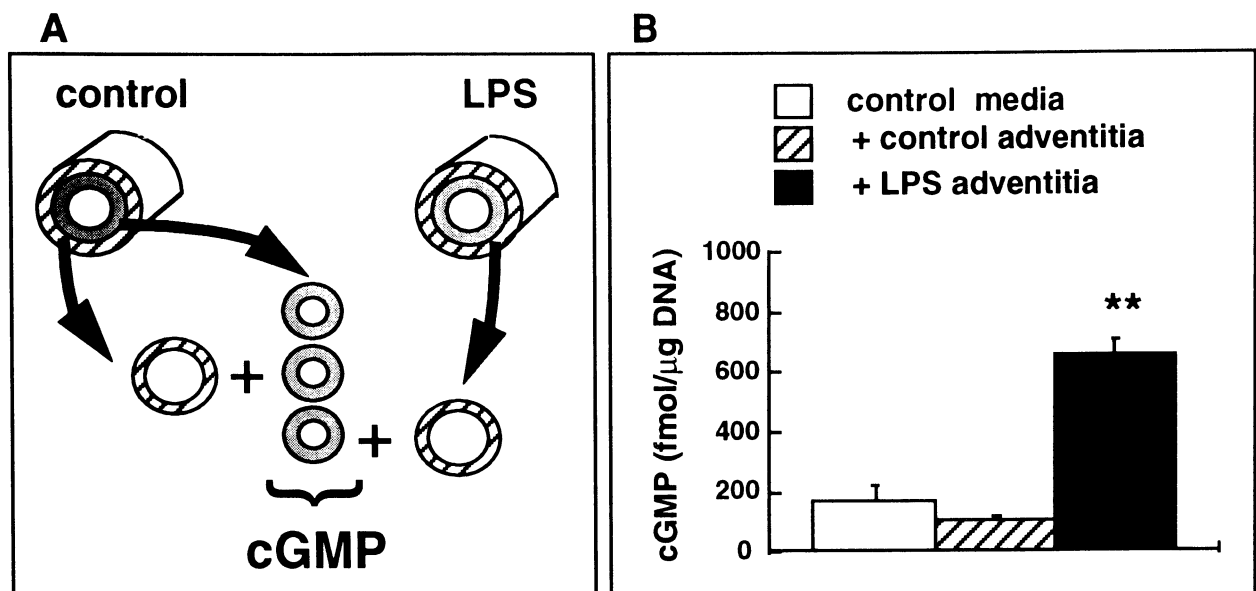 A
control
LPS
+
+
cGMP
B
control media
+ control adventitia
+ LPS adventitia
cGMP (fmol/µg DNA)
1000
800
600
400
200
0
**